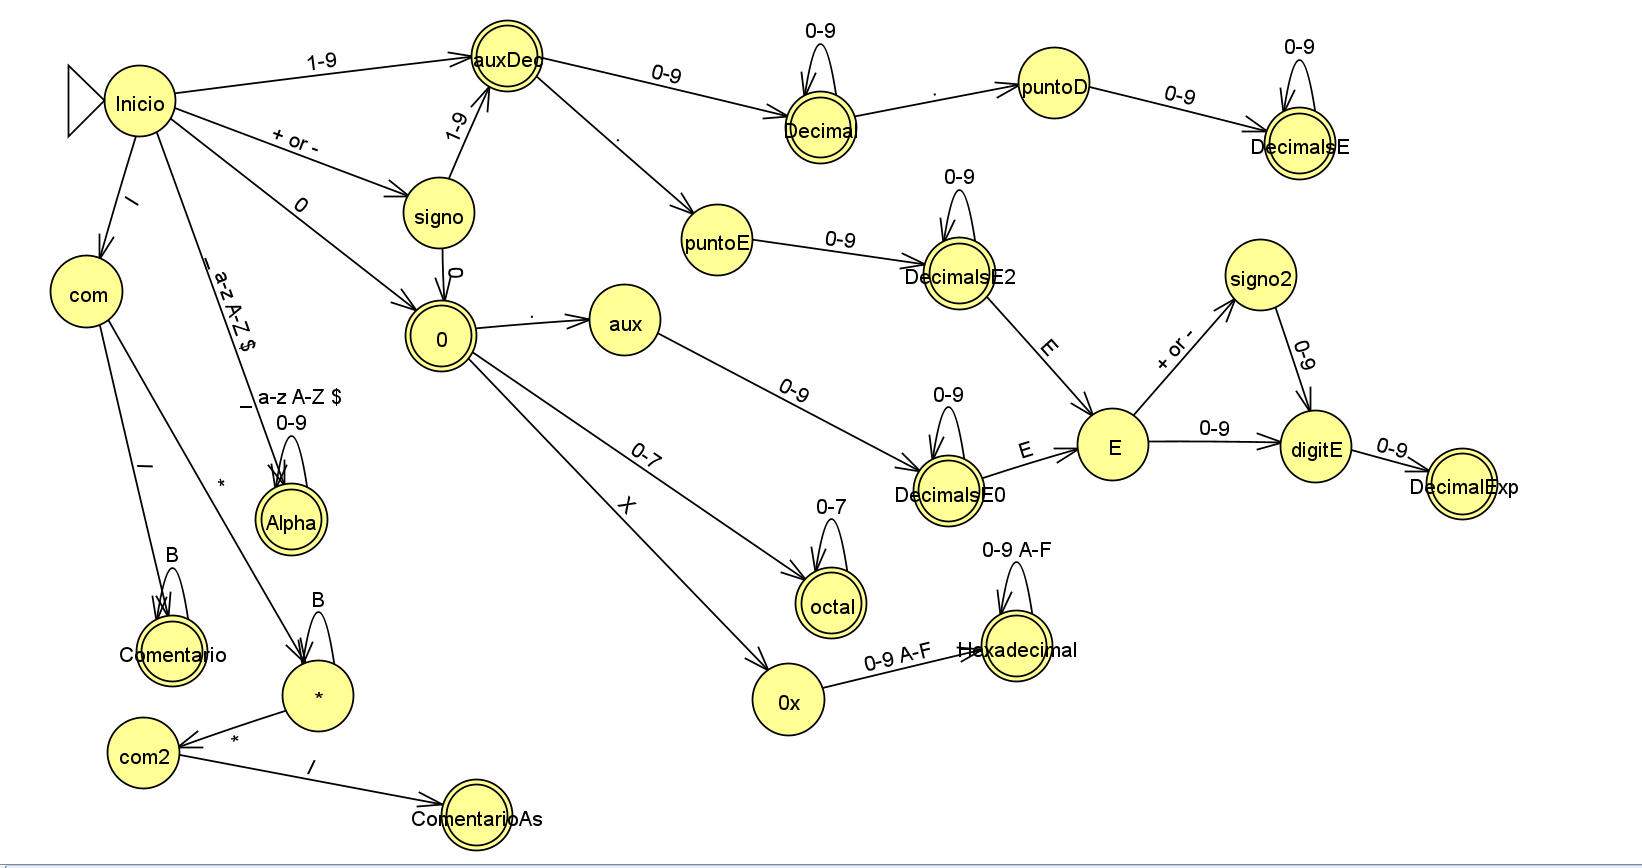 0-9
0-9
auxDec
1-9
0-9
.
puntoD
0-9
Inicio
Decimal
+ or -
1-9
.
DecimalsE
/
0
0-9
signo
puntoE
0-9
signo2
_ a-z A-Z $
0
DecimalsE2
com
.
aux
0
E
+ or -
0-9
_ a-z A-Z $
0-9
0-9
0-9
0-7
E
E
0-9
digitE
0-9
/
*
DecimalsE0
DecimalExp
Alpha
X
0-7
B
0-9 A-F
B
octal
Comentario
0-9 A-F
Hexadecimal
*
0x
*
com2
/
ComentarioAs